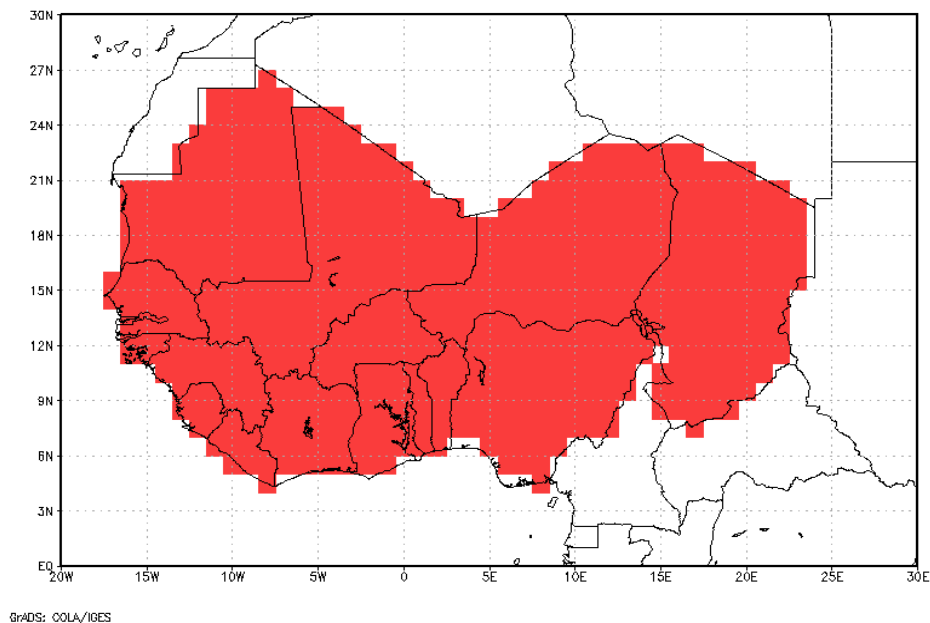 30N
27N
24N
21N
18N
15N
12N
9N
6N
3N
EQ
20W 15W 10W 5W 0 5E 10E 15E 20E 25E 30E
GrADS: COLA/IGES